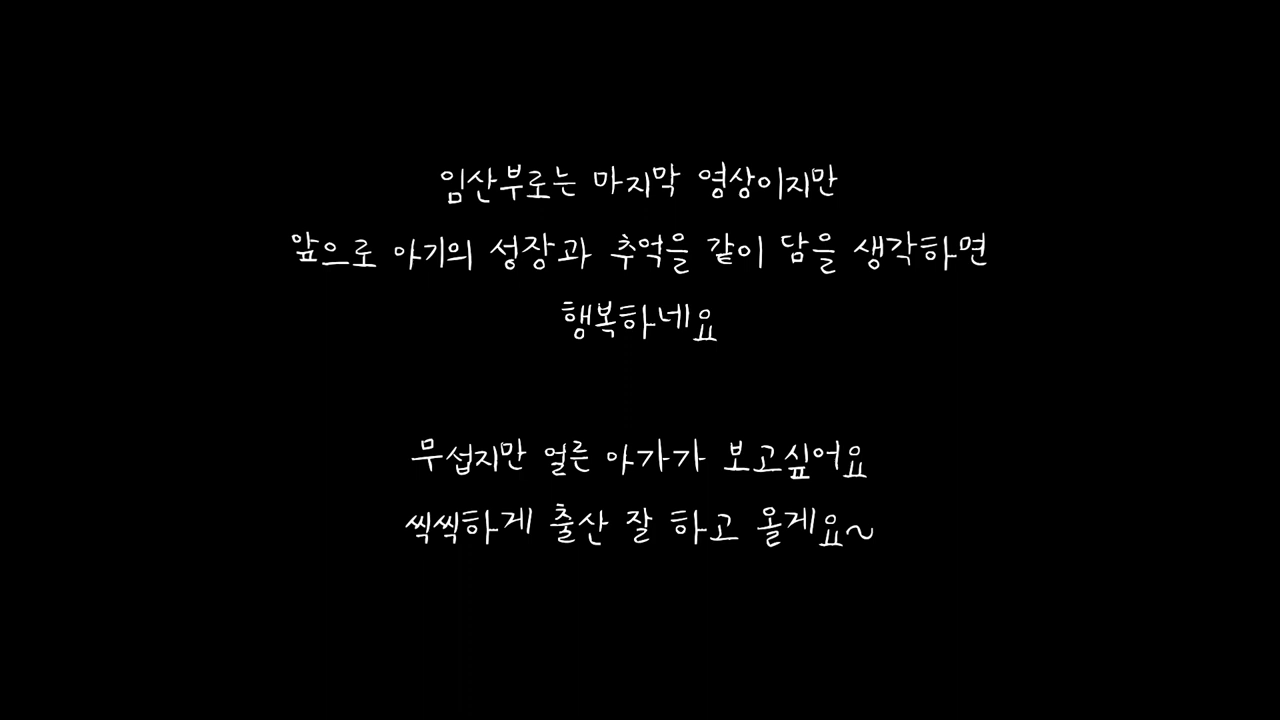 임산부로는 마지막 영상이지만
앞으로 아기의 성장과 추억을 같이 담을 생각하면
행복하네요
무섭지만 얼른 아가가 보고싶어요
씩씩하게 출산 잘 하고 올게요~